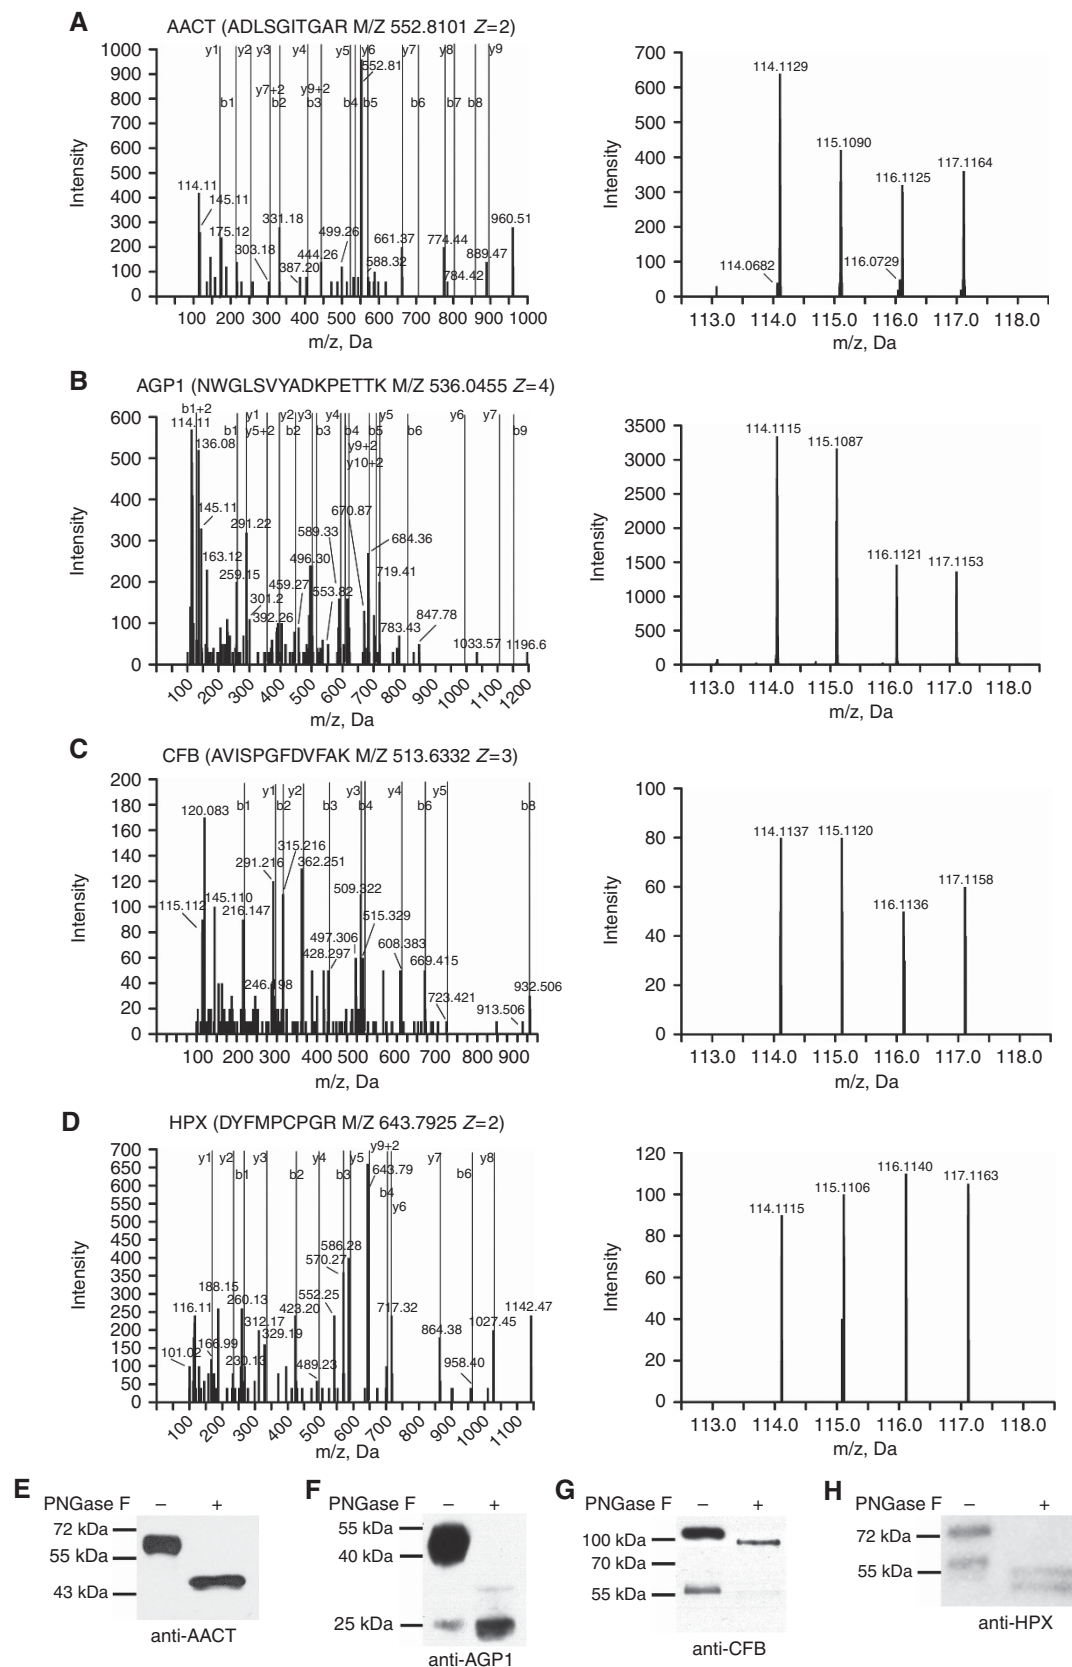 A
AACT (ADLSGITGAR M/Z 552.8101 Z=2)
1000
900
800
700
600
500
400
300
200
100
0
Intensity
y1 y2 y3 y4 y5 y6 y7 y8 y9
552.81
y7+2 y9+2
b1 b2 b3 b4 b5 b6 b7 b8
114.11
145.11
175.12
303.18
331.18
387.20
444.26
499.26
588.32
661.37
774.44
784.42
889.47
960.51
100 200 300 400 500 600 700 800 900 1000
m/z, Da
700
600
500
400
300
200
100
0
Intensity
114.1129
115.1090
116.1125
117.1164
114.0682
116.0729
113.0 114.0 115.0 116.0 117.0 118.0
m/z, Da
B
AGP1 (NWGLSVYADKPETTK M/Z 536.0455 Z=4)
600
500
400
300
200
100
0
Intensity
b1+2
y1 y2 y3 y4 y5 y6 y7
b1 y5+2 b2 b3 b4 b5 b6 b9
y9+2
y10+2
114.11
136.08
145.11
163.12
259.15
291.22
301.2
392.26
459.27
496.30
589.33
553.82
670.87
684.36
719.41
783.43
847.78
1033.57
1196.6
100 200 300 400 500 600 700 800 900 1000 1100 1200
m/z, Da
3500
3000
2500
2000
1500
1000
500
0
Intensity
114.1115
115.1087
116.1121
117.1153
113.0 114.0 115.0 116.0 117.0 118.0
m/z, Da
C
CFB (AVISPGFDVFAK M/Z 513.6332 Z=3)
200
180
160
140
120
100
80
60
40
20
0
Intensity
y1 y2 y3 y4 y5
b1 b2 b3 b4 b6 b8
120.083
115.112
145.110
216.147
246.198
291.216
315.216
362.251
428.297
497.306
509.322
515.329
608.383
669.415
723.421
913.506
932.506
100 200 300 400 500 600 700 800 900
m/z, Da
100
80
60
40
20
0
Intensity
114.1137
115.1120
116.1136
117.1158
113.0 114.0 115.0 116.0 117.0 118.0
m/z, Da
D
HPX (DYFMPCPGR M/Z 643.7925 Z=2)
700
650
600
550
500
450
400
350
300
250
200
150
100
50
0
Intensity
y9+2
y1 y2 y3 y4 y5 y7 y8
b1 b2 b3 b6
643.79
b4
y6
101.02
116.11
166.99
188.15
230.13
260.13
312.17
329.19
423.20
489.23
552.25
570.27
586.28
717.32
864.38
958.40
1027.45
1142.47
100 200 300 400 500 600 700 800 900 1000 1100
m/z, Da
120
100
80
60
40
20
0
Intensity
114.1115
115.1106
116.1140
117.1163
113.0 114.0 115.0 116.0 117.0 118.0
m/z, Da
E
PNGase F – +
72 kDa
55 kDa
43 kDa
anti-AACT
F
PNGase F – +
55 kDa
40 kDa
25 kDa
anti-AGP1
G
PNGase F – +
100 kDa
70 kDa
55 kDa
anti-CFB
H
PNGase F – +
72 kDa
55 kDa
anti-HPX